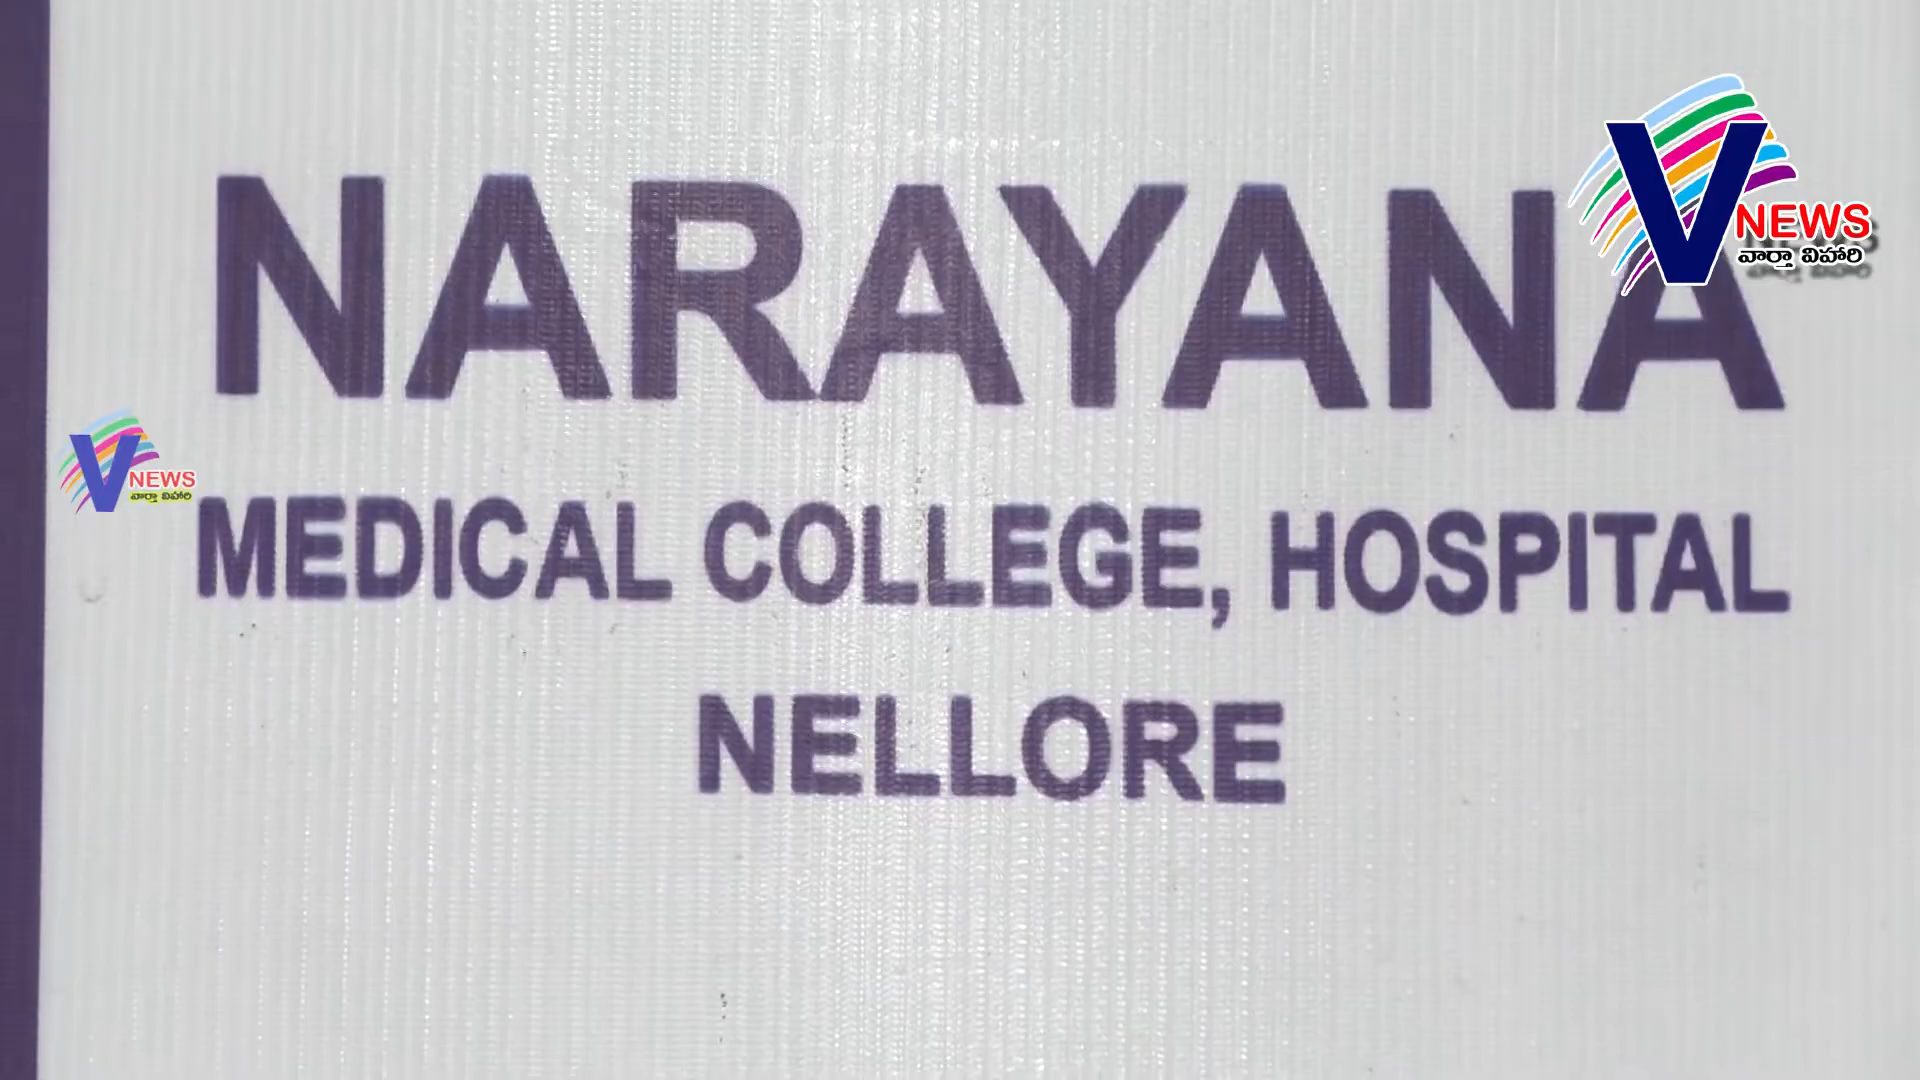 NARAYANA
V NEWS
వార్తా విహారి
V NEWS
వార్తా విహారి
MEDICAL COLLEGE, HOSPITAL
NELLORE